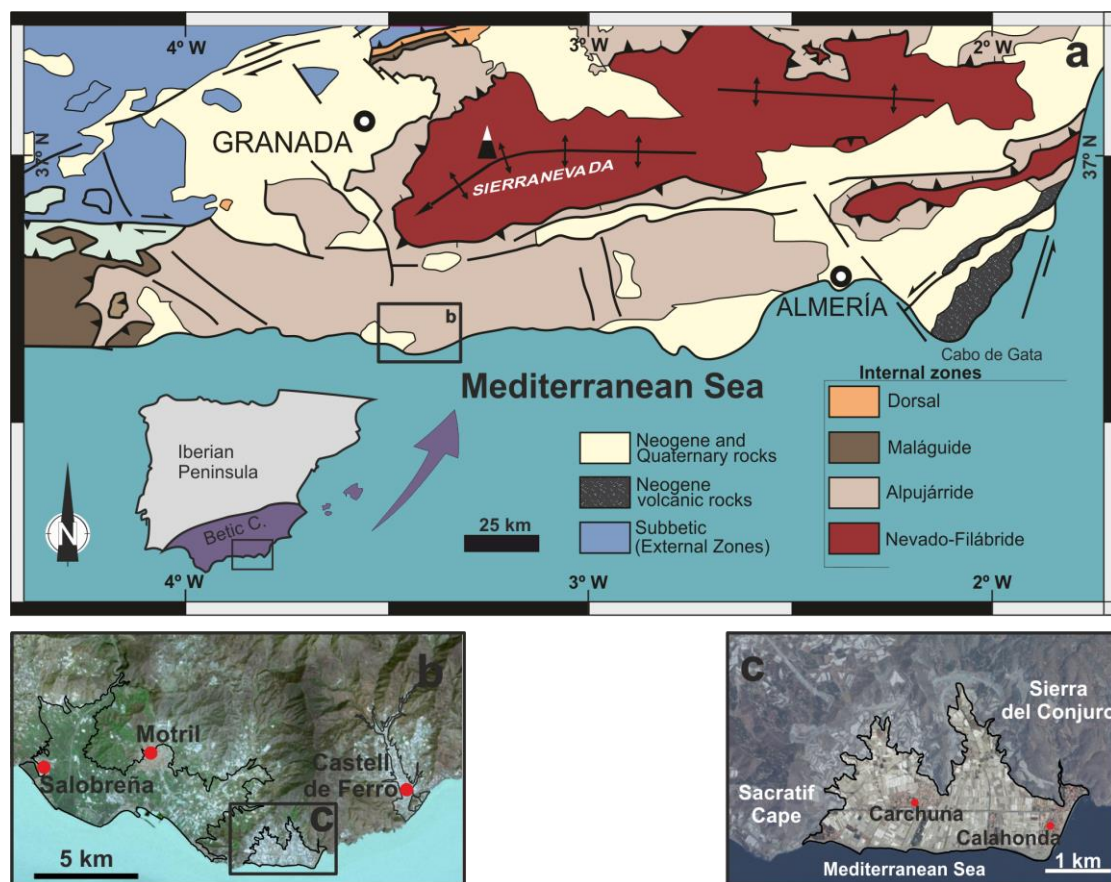 4º W
3º W
2º W
a
37º N
37º N
GRANADA
SIERRA NEVADA
ALMERÍA
b
Cabo de Gata
Mediterranean Sea
Internal zones
Dorsal
Maláguide
Alpujárride
Nevado-Filábride
Neogene and
Quaternary rocks
Neogene
volcanic rocks
Subbetic
(External Zones)
25 km
Iberian
Peninsula
Betic C.
N
4º W
3º W
2º W
b
Motril
Salobreña
Castell
de Ferro
c
5 km
c
Sierra
del Conjuro
Sacratif
Cape
Carchuna
Calahonda
Mediterranean Sea
1 km